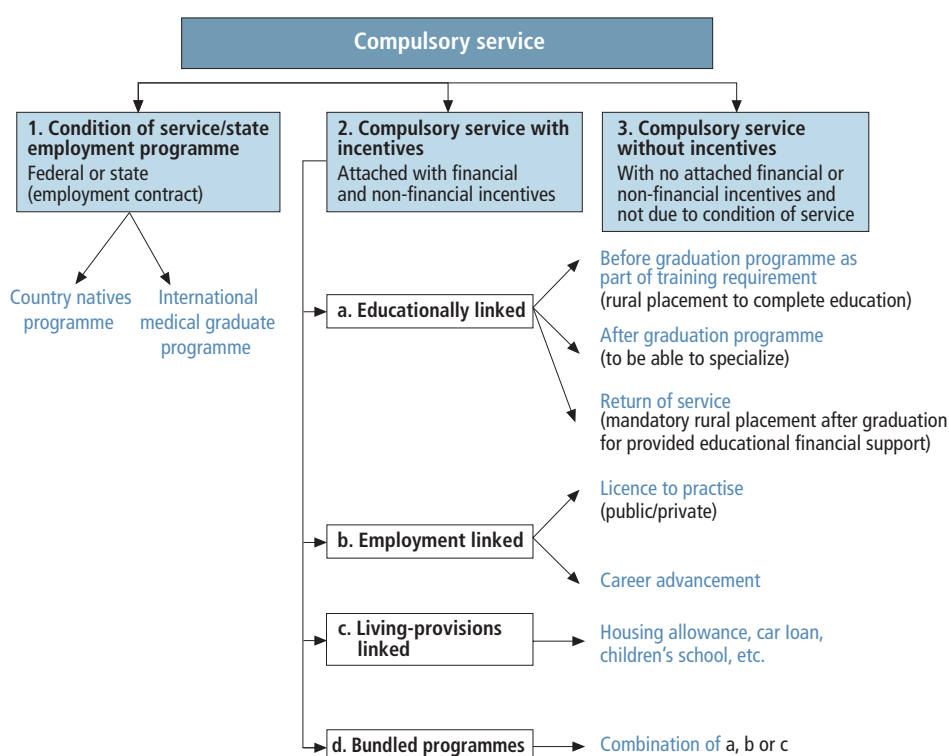 Compulsory service
1. Condition of service/state
employment programme
Federal or state
(employment contract)
2. Compulsory service with
incentives
Attached with financial
and non-financial incentives
3. Compulsory service
without incentives
With no attached financial or
non-financial incentives and
not due to condition of service
Country natives
programme
International
medical graduate
programme
a. Educationally linked
Before graduation programme as
part of training requirement
(rural placement to complete education)
After graduation programme
(to be able to specialize)
Return of service
(mandatory rural placement after graduation
for provided educational financial support)
b. Employment linked
Licence to practise
(public/private)
Career advancement
c. Living-provisions
linked
Housing allowance, car loan,
children's school, etc.
d. Bundled programmes
Combination of a, b or c